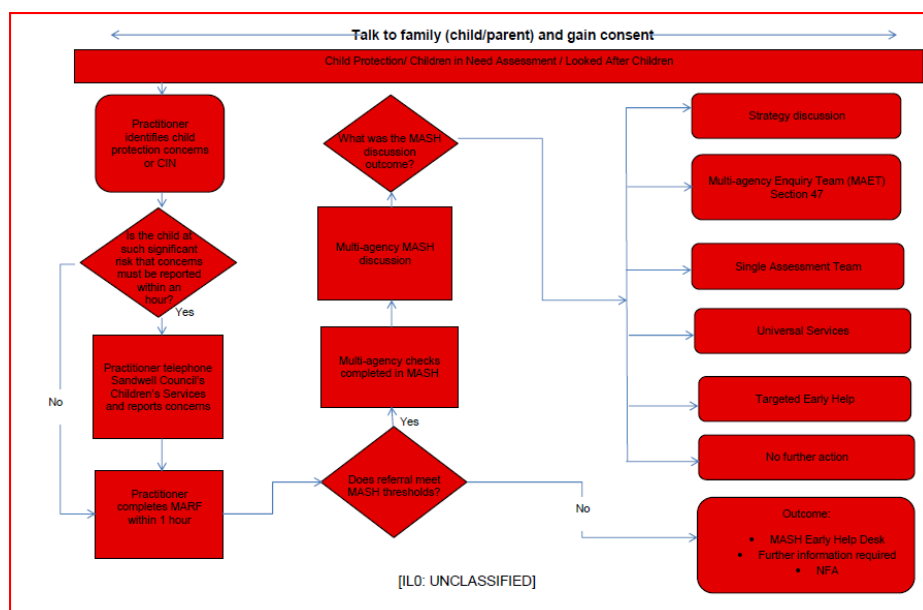 Talk to family (child/parent) and gain consent
Child Protection/ Children in Need Assessment / Looked After Children
Practitioner
identifies child
protection concerns
or CIN
Is the child at
such significant
risk that concerns
must be reported
within an
hour?
Yes
No
Practitioner telephone
Sandwell Council's
Children's Services
and reports concerns
Practitioner
completes MARF
within 1 hour
What was the MASH
discussion
outcome?
Multi-agency MASH
discussion
Multi-agency checks
completed in MASH
Yes
Does referral meet
MASH thresholds?
No
Strategy discussion
Multi-agency Enquiry Team (MAET)
Section 47
Single Assessment Team
Universal Services
Targeted Early Help
No further action
Outcome:
• MASH Early Help Desk
• Further information required
• NFA
[IL0: UNCLASSIFIED]